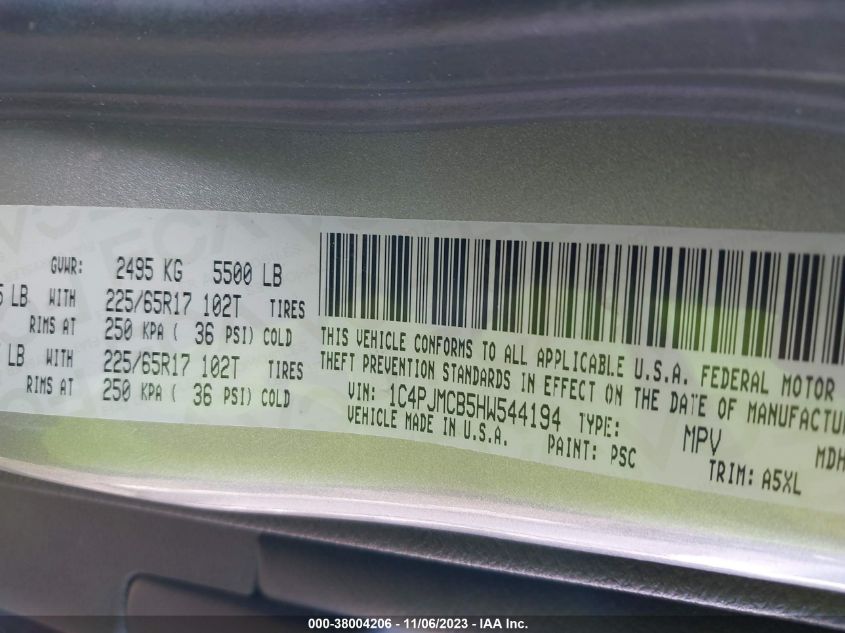 GVWR: 2495 KG 5500 LB
LB WITH 225/65R17 102T TIRES
RIMS AT 250 KPA ( 36 PSI) COLD
LB WITH 225/65R17 102T TIRES
RIMS AT 250 KPA ( 36 PSI) COLD
THIS VEHICLE CONFORMS TO ALL APPLICABLE U.S.A. FEDERAL MOTOR
THEFT PREVENTION STANDARDS IN EFFECT ON THE DATE OF MANUFACTU
VIN: 1C4PJMCB5HW544194 TYPE: MPV MDH
VEHICLE MADE IN U.S.A. PAINT: PSC TRIM: A5XL
000-38004206 - 11/06/2023 - IAA Inc.